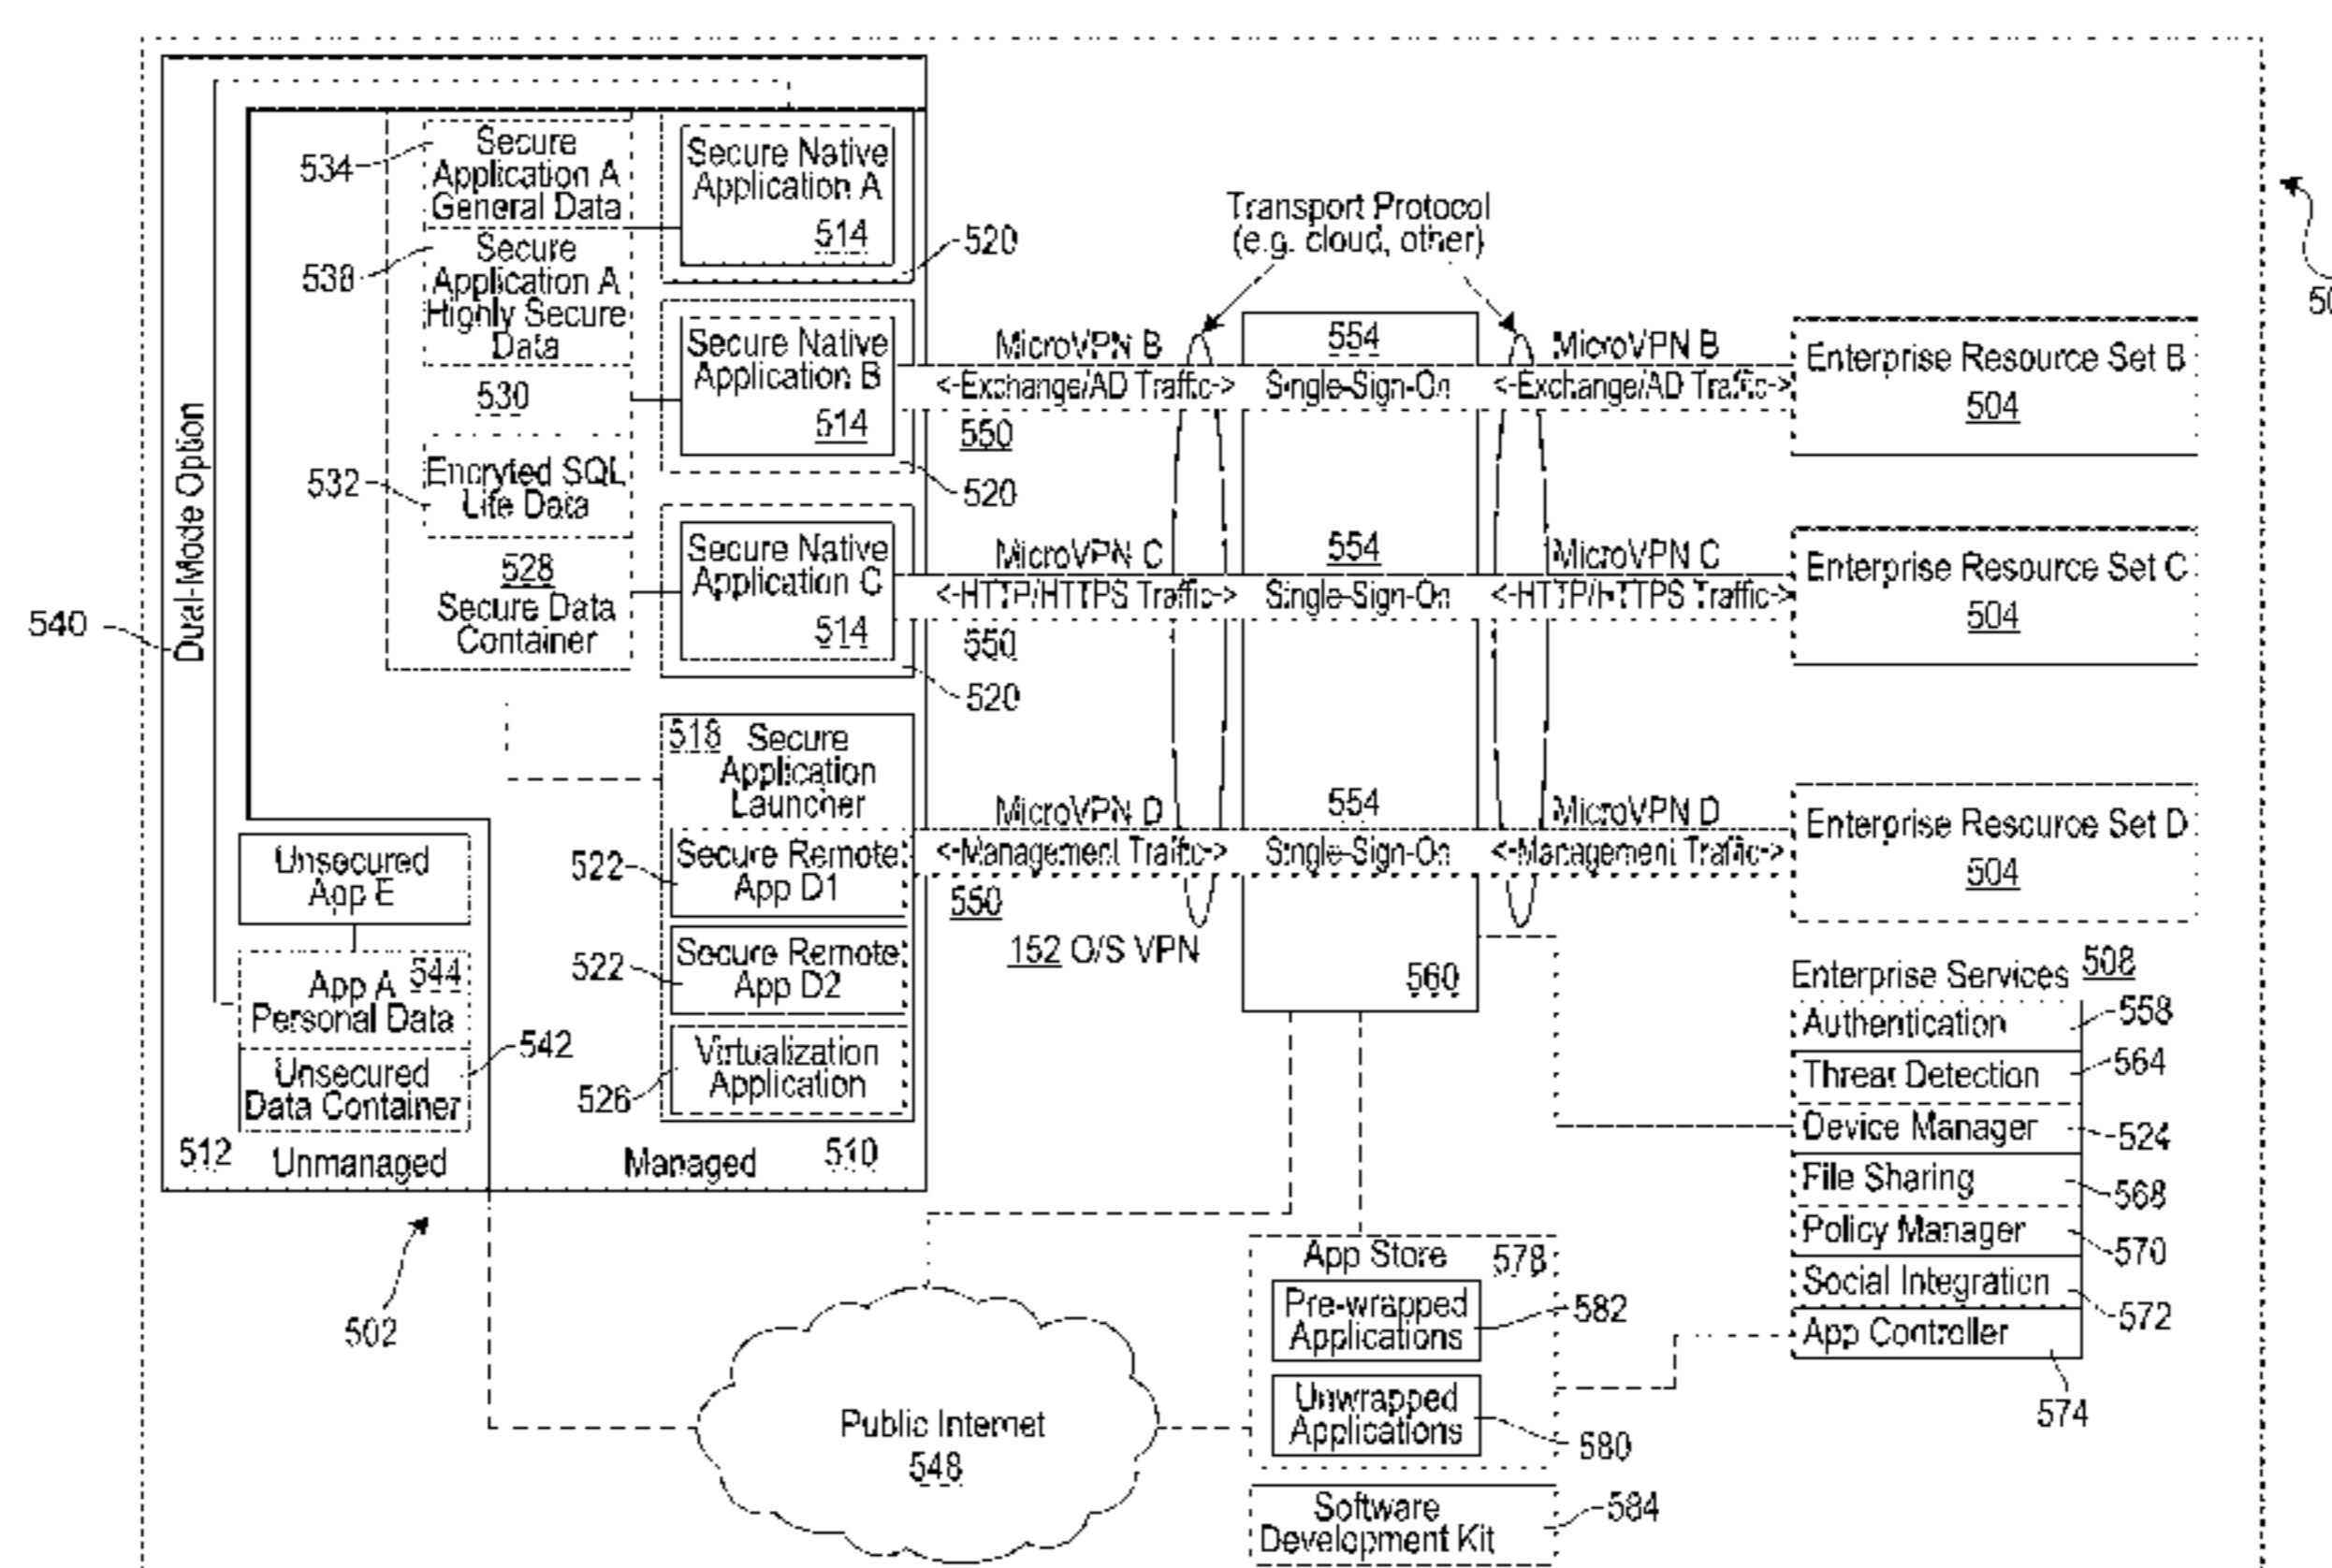 534
Secure
Application A
General Data
538
Secure
Application A
Highly Secure
Data
530
532
Encryted SQL
Lite Data
528
Secure Data
Container
540
Dual-Mode Option
Secure Native
Application A
514
520
Secure Native
Application B
514
520
Secure Native
Application C
514
520
Transport Protocol
(e.g. cloud, other)
MicroVPN B
<-Exchange/AD Traffic->
550
554
Single-Sign-On
MicroVPN B
<-Exchange/AD Traffic->
Enterprise Resource Set B
504
MicroVPN C
<-HTTP/HTTPS Traffic->
550
554
Single-Sign-On
MicroVPN C
<-HTTP/HTTPS Traffic->
Enterprise Resource Set C
504
518 Secure
Application
Launcher
522
Secure Remote
App D1
522
Secure Remote
App D2
526
Virtualization
Application
MicroVPN D
<-Management Traffic->
550
152 O/S VPN
554
Single-Sign-On
560
MicroVPN D
<-Management Traffic->
Enterprise Resource Set D
504
Unsecured
App E
App A 544
Personal Data
Unsecured
Data Container
542
512 Unmanaged
Managed 510
502
Enterprise Services 508
Authentication 558
Threat Detection 564
Device Manager 524
File Sharing 568
Policy Manager 570
Social Integration 572
App Controller 574
Public Internet
548
App Store 578
Pre-wrapped
Applications
582
Unwrapped
Applications
580
Software
Development Kit
584